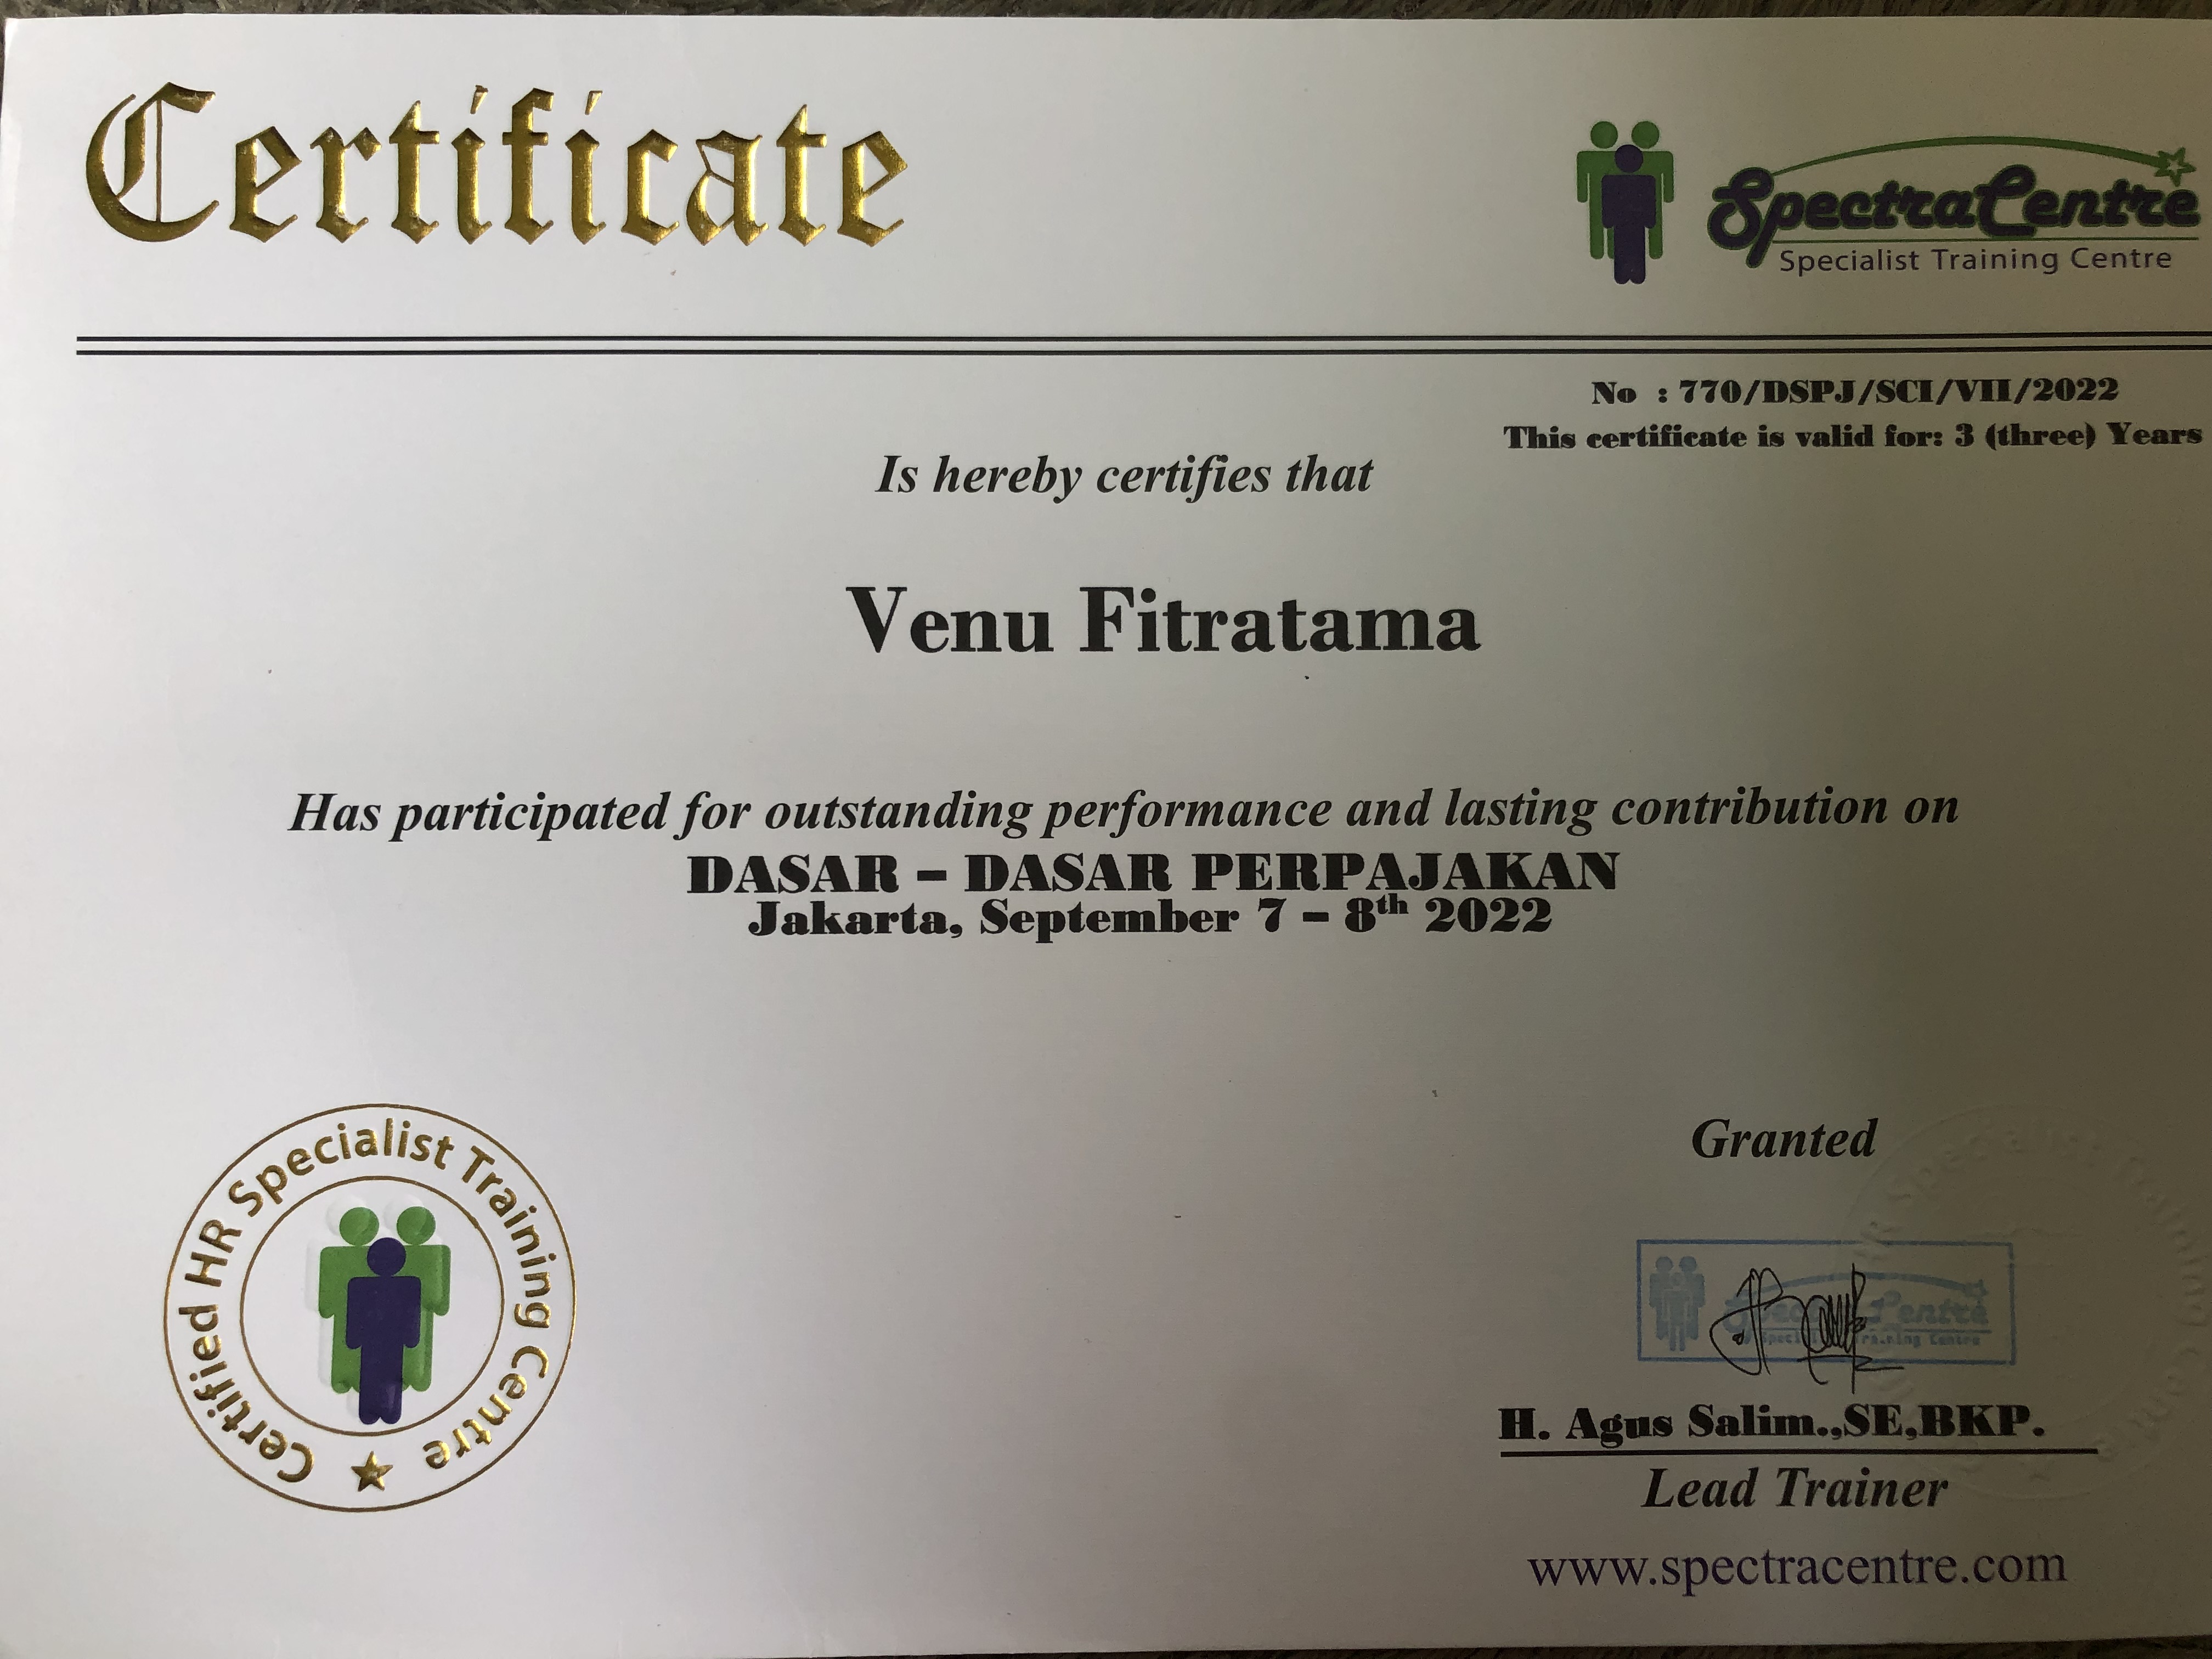 Certificate
SpectraCentre
Specialist Training Centre
No : 770/DSPJ/SCI/VII/2022
This certificate is valid for: 3 (three) Years
Is hereby certifies that
Venu Fitratama
Has participated for outstanding performance and lasting contribution on
DASAR – DASAR PERPAJAKAN
Jakarta, September 7 – 8th 2022
Certified HR Specialist Training Centre
Granted
SpectraCentre
Specialist Training Centre
H. Agus Salim.,SE,BKP.
Lead Trainer
www.spectracentre.com